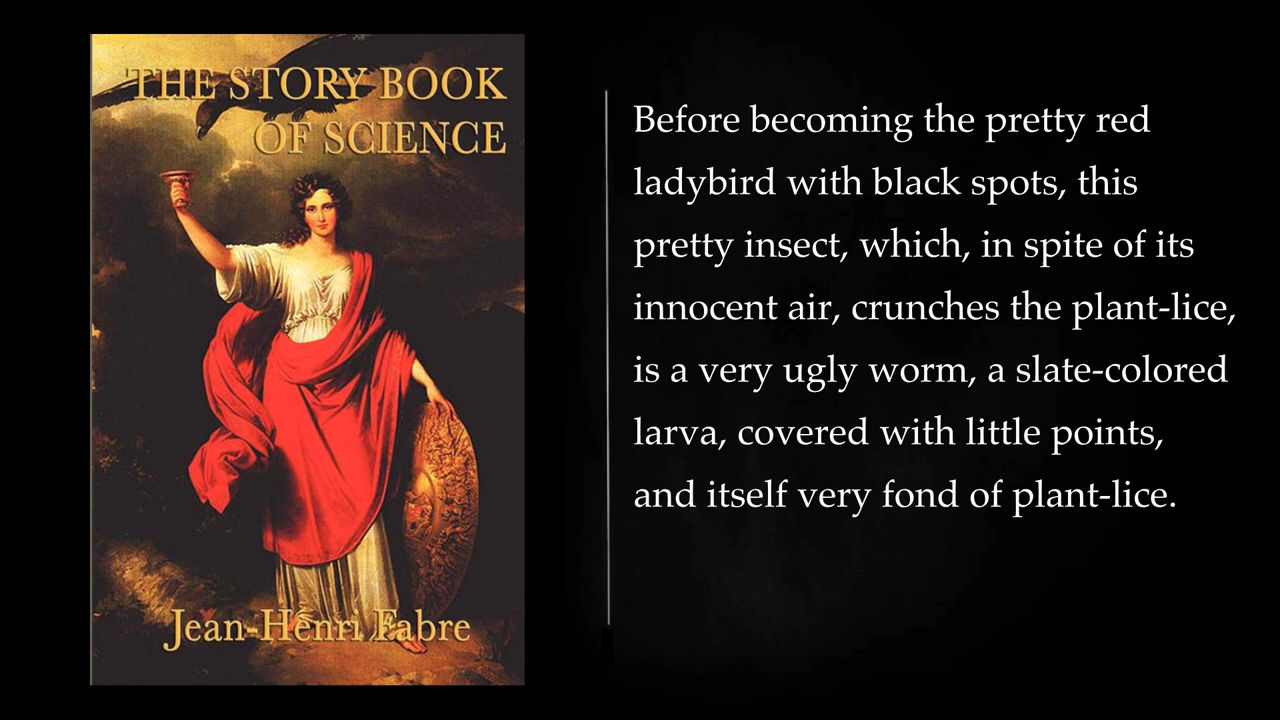 THE STORY BOOK
OF SCIENCE
Jean-Henri Fabre
Before becoming the pretty red
ladybird with black spots, this
pretty insect, which, in spite of its
innocent air, crunches the plant-lice,
is a very ugly worm, a slate-colored
larva, covered with little points,
and itself very fond of plant-lice.